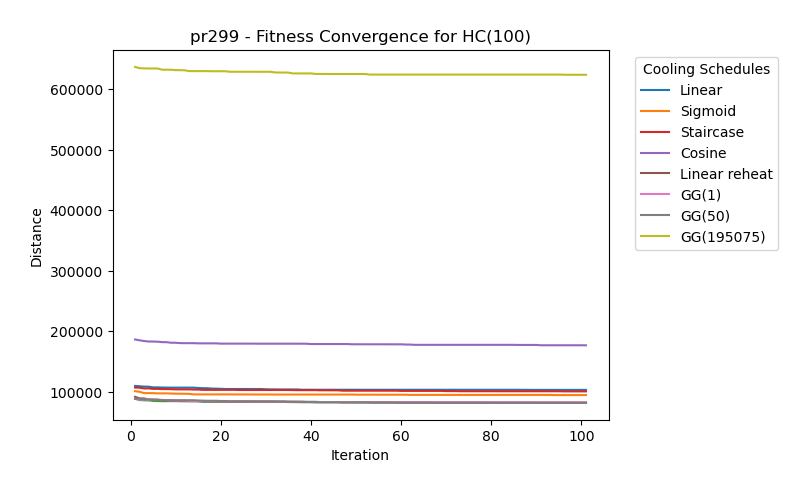 pr299 - Fitness Convergence for HC(100)
Distance
600000
500000
400000
300000
200000
100000
0
20
40
60
80
100
Iteration
Cooling Schedules
Linear
Sigmoid
Staircase
Cosine
Linear reheat
GG(1)
GG(50)
GG(195075)